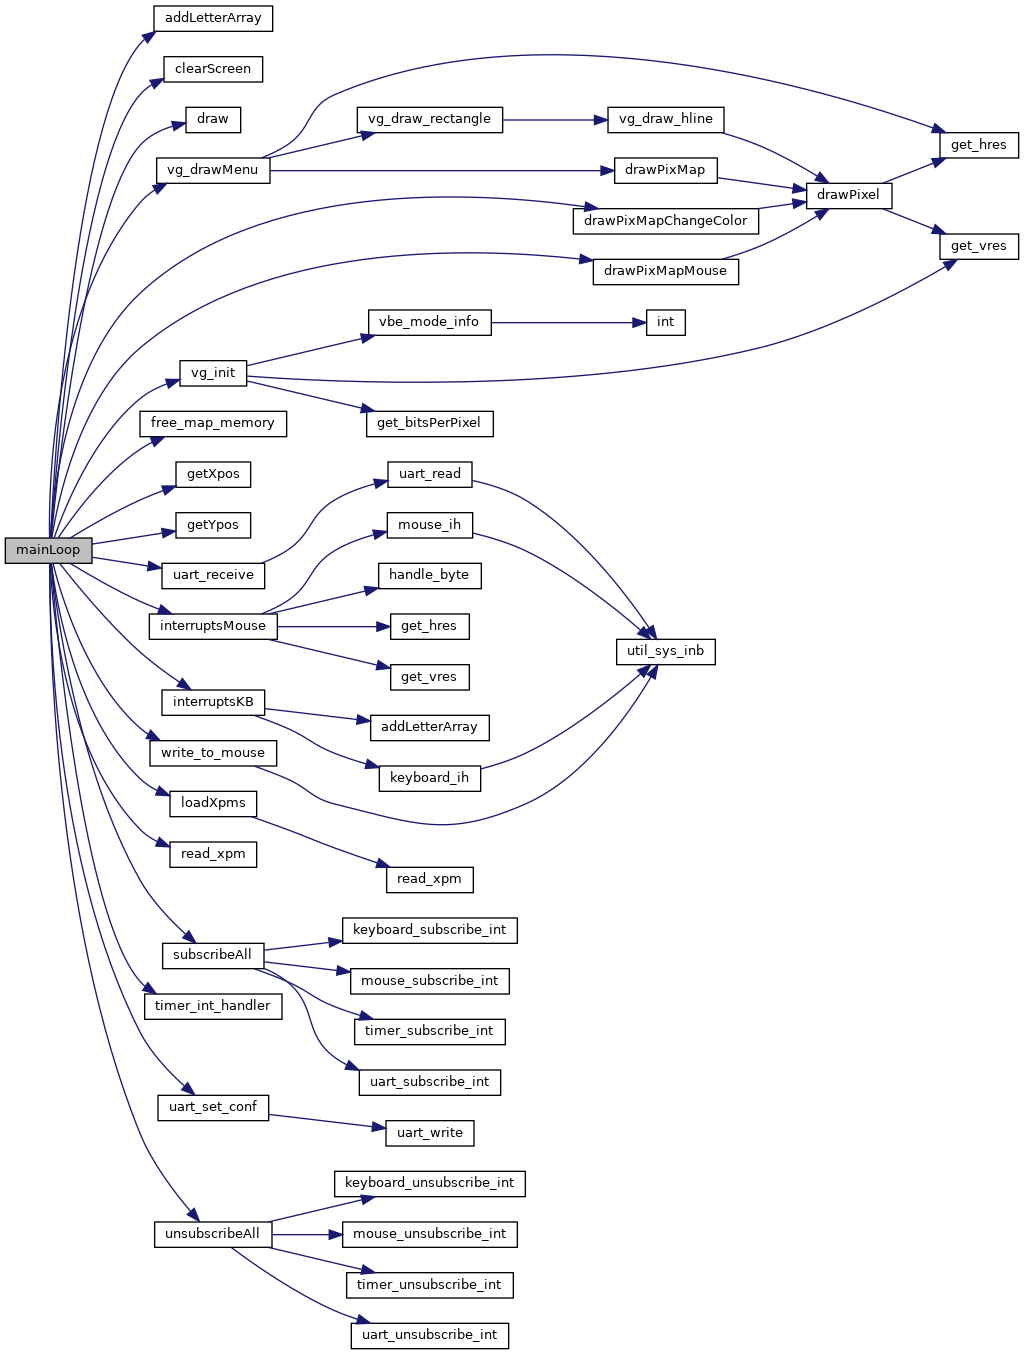 addLetterArray
clearScreen
draw
vg_draw_rectangle
vg_draw_hline
get_hres
vg_drawMenu
drawPixMap
drawPixel
drawPixMapChangeColor
get_vres
drawPixMapMouse
vbe_mode_info
int
vg_init
get_bitsPerPixel
free_map_memory
getXpos
uart_read
getYpos
mouse_ih
mainLoop
uart_receive
handle_byte
interruptsMouse
get_hres
util_sys_inb
get_vres
interruptsKB
addLetterArray
write_to_mouse
keyboard_ih
loadXpms
read_xpm
read_xpm
keyboard_subscribe_int
subscribeAll
mouse_subscribe_int
timer_int_handler
timer_subscribe_int
uart_subscribe_int
uart_set_conf
uart_write
keyboard_unsubscribe_int
unsubscribeAll
mouse_unsubscribe_int
timer_unsubscribe_int
uart_unsubscribe_int